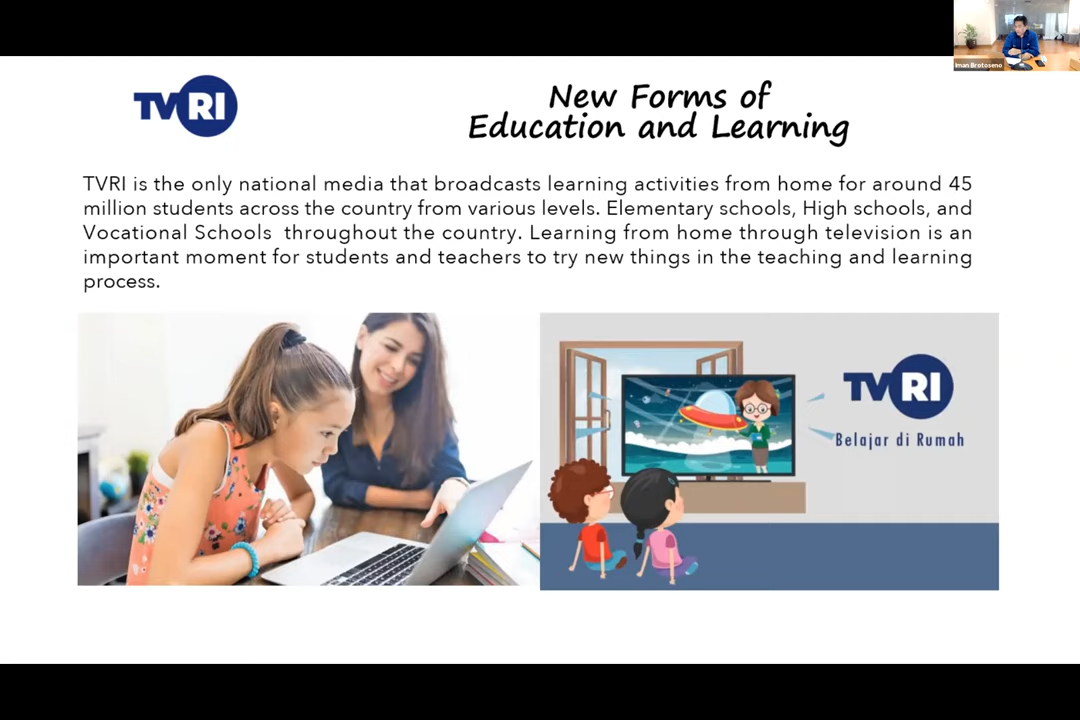 Iman Brotoseno
TVRI
New Forms of
Education and Learning
TVRI is the only national media that broadcasts learning activities from home for around 45
million students across the country from various levels. Elementary schools, High schools, and
Vocational Schools throughout the country. Learning from home through television is an
important moment for students and teachers to try new things in the teaching and learning
process.
TVRI
Belajar di Rumah